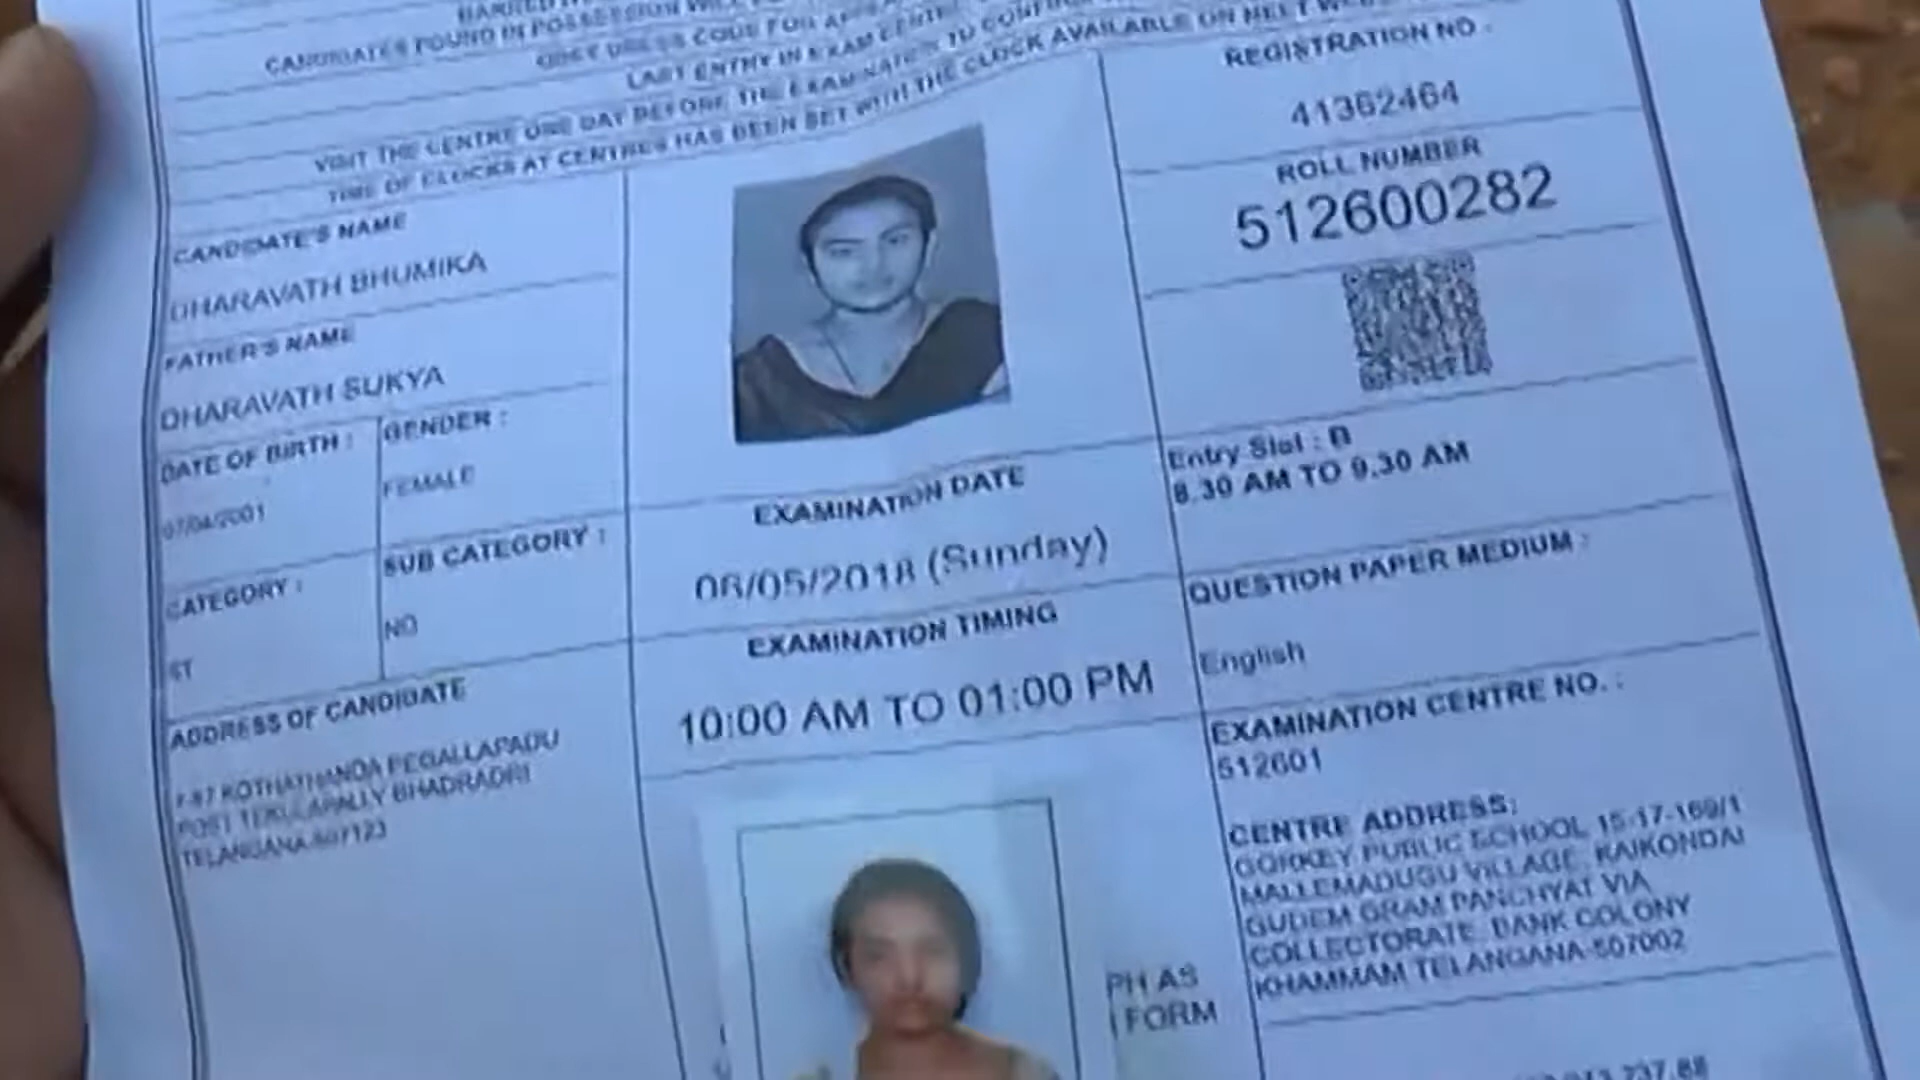 CANDIDATES FOUND IN POSSESSION WILL
OBEY DRESS CODE FOR
LAST ENTRY IN EXAM CENTRE
VISIT THE CENTRE ONE DAY BEFORE THE EXAMINATION TO CONFIRM
TIME OF CLOCKS AT CENTRES HAS BEEN SET WITH THE CLOCK AVAILABLE ON NEET
REGISTRATION NO :
41362464
ROLL NUMBER
512600282
CANDIDATE'S NAME
DHARAVATH BHUMIKA
FATHER'S NAME
DHARAVATH SUKYA
DATE OF BIRTH :
07/04/2001
GENDER :
FEMALE
CATEGORY :
ST
SUB CATEGORY :
NO
ADDRESS OF CANDIDATE
KOTHATHANDA PEGALLAPADU
POST TEKULAPALLY BHADRADRI
TELANGANA-507123
EXAMINATION DATE
06/05/2018 (Sunday)
EXAMINATION TIMING
10:00 AM TO 01:00 PM
Entry Slot : B
8.30 AM TO 9.30 AM
QUESTION PAPER MEDIUM :
English
EXAMINATION CENTRE NO. :
512601
CENTRE ADDRESS:
GORKEY PUBLIC SCHOOL 15-17-169/1
MALLEMADUGU VILLAGE, KAIKONDAI
GUDEM GRAM PANCHYAT VIA
COLLECTORATE, BANK COLONY
KHAMMAM TELANGANA-507002
PH AS
FORM